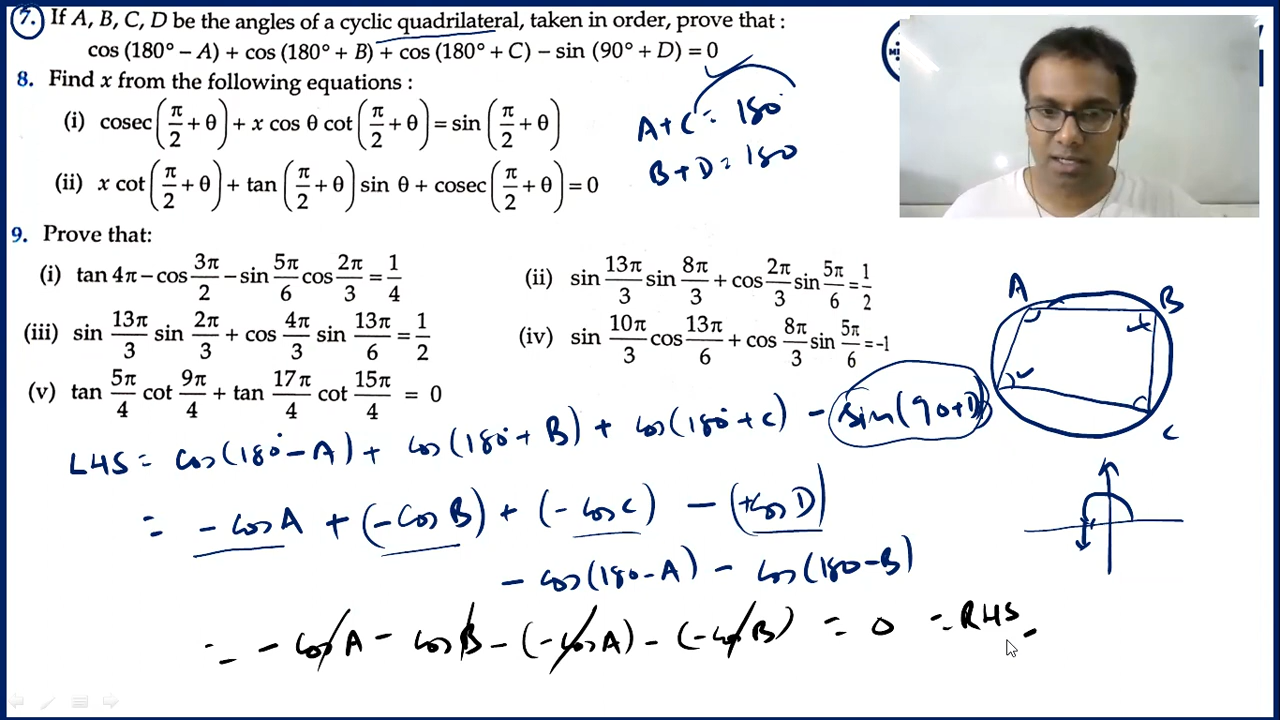 7. If A, B, C, D be the angles of a cyclic quadrilateral, taken in order, prove that :
cos (180° – A) + cos (180° + B) + cos (180° + C) – sin (90° + D) = 0
8. Find x from the following equations :
(i) cosec(π/2 + θ) + x cos θ cot(π/2 + θ) = sin(π/2 + θ)
(ii) x cot(π/2 + θ) + tan(π/2 + θ) sin θ + cosec(π/2 + θ) = 0
A+C = 180°
B+D = 180
9. Prove that:
(i) tan 4π – cos 3π/2 – sin 5π/6 cos 2π/3 = 1/4
(ii) sin 13π/3 sin 8π/3 + cos 2π/3 sin 5π/6 = 1/2
(iii) sin 13π/3 sin 2π/3 + cos 4π/3 sin 13π/6 = 1/2
(iv) sin 10π/3 cos 13π/6 + cos 8π/3 sin 5π/6 = -1
(v) tan 5π/4 cot 9π/4 + tan 17π/4 cot 15π/4 = 0
A
B
C
LHS = cos(180° – A) + cos(180° + B) + cos(180° + C) – sin(90+D)
= – cos A + (– cos B) + (– cos C) – (+cos D)
– cos(180 – A) – cos(180 – B)
= – cos A – cos B – (– cos A) – (– cos B) = 0 = RHS.